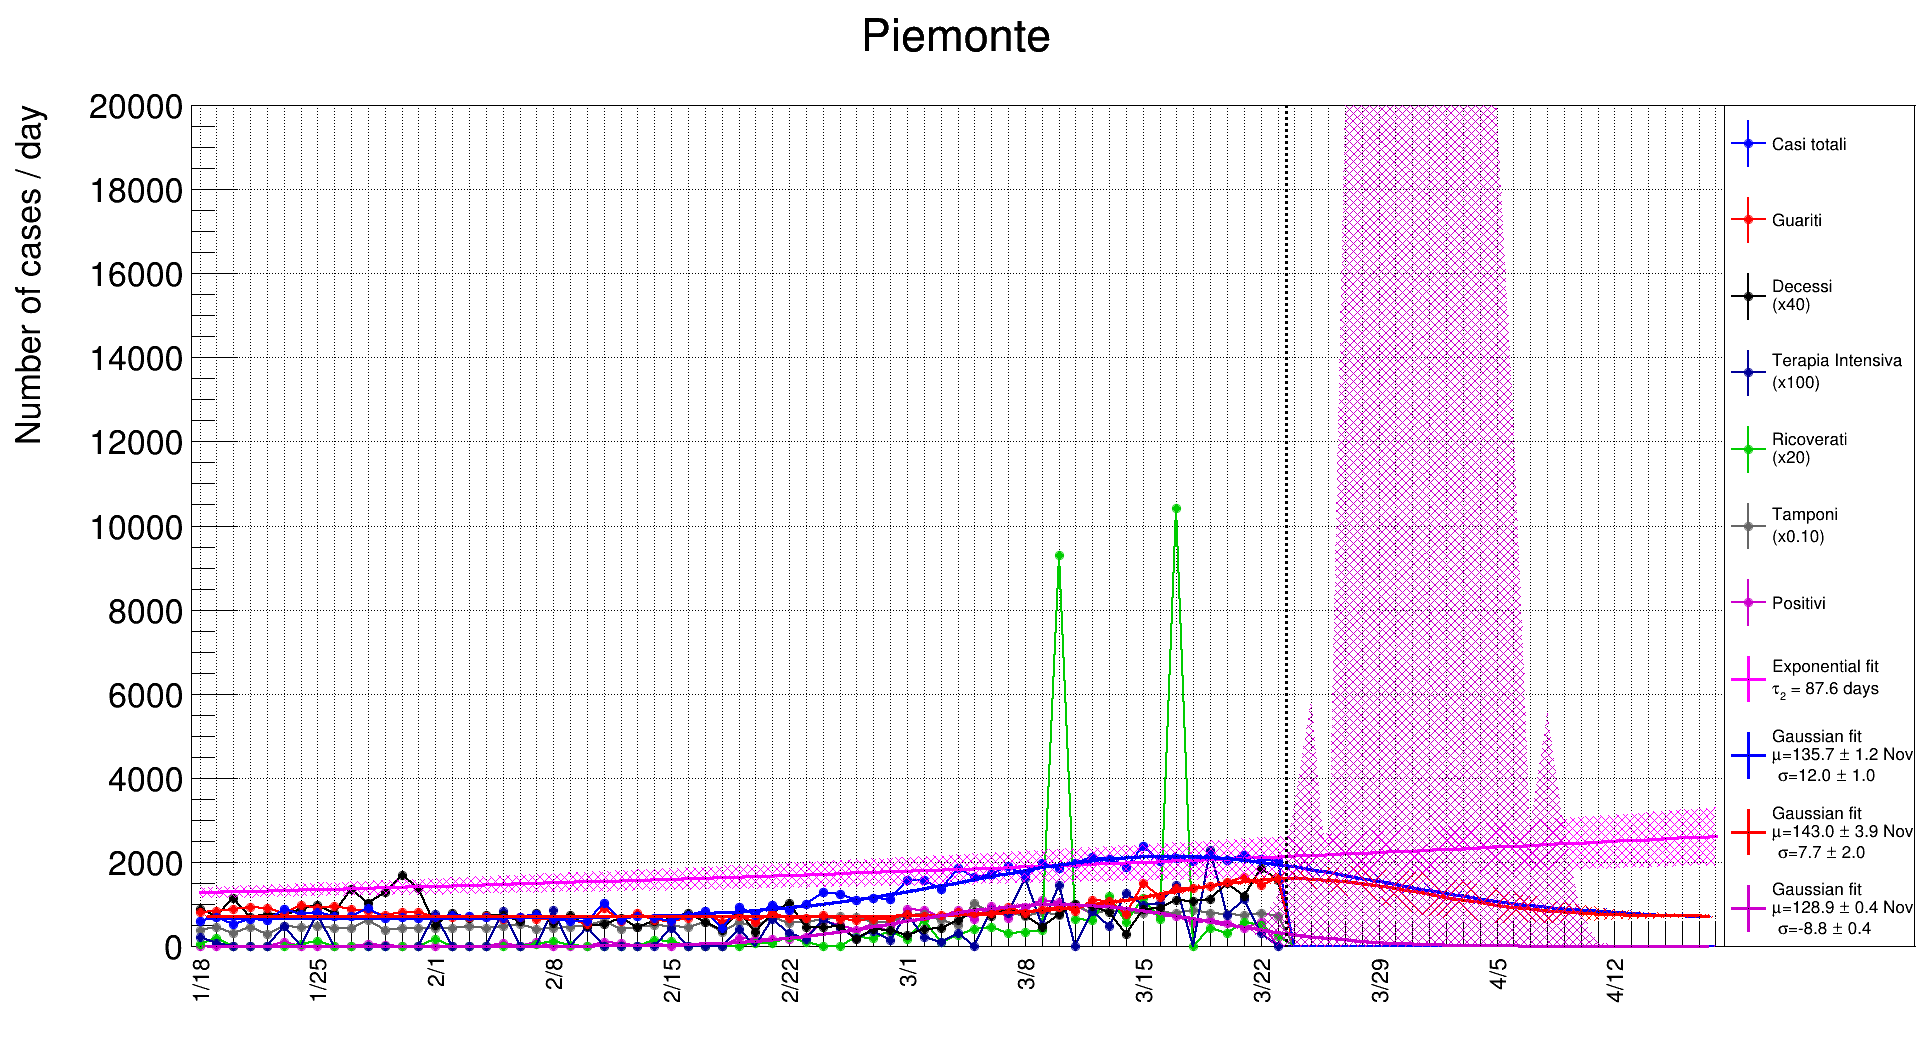 Piemonte
Number of cases / day
20000
18000
16000
14000
12000
10000
8000
6000
4000
2000
0
1/18
1/25
2/1
2/8
2/15
2/22
3/1
3/8
3/15
3/22
3/29
4/5
4/12
Casi totali
Guariti
Decessi
(x40)
Terapia Intensiva
(x100)
Ricoverati
(x20)
Tamponi
(x0.10)
Positivi
Exponential fit
τ2 = 87.6 days
Gaussian fit
μ=135.7 ± 1.2 Nov
σ=12.0 ± 1.0
Gaussian fit
μ=143.0 ± 3.9 Nov
σ=7.7 ± 2.0
Gaussian fit
μ=128.9 ± 0.4 Nov
σ=-8.8 ± 0.4